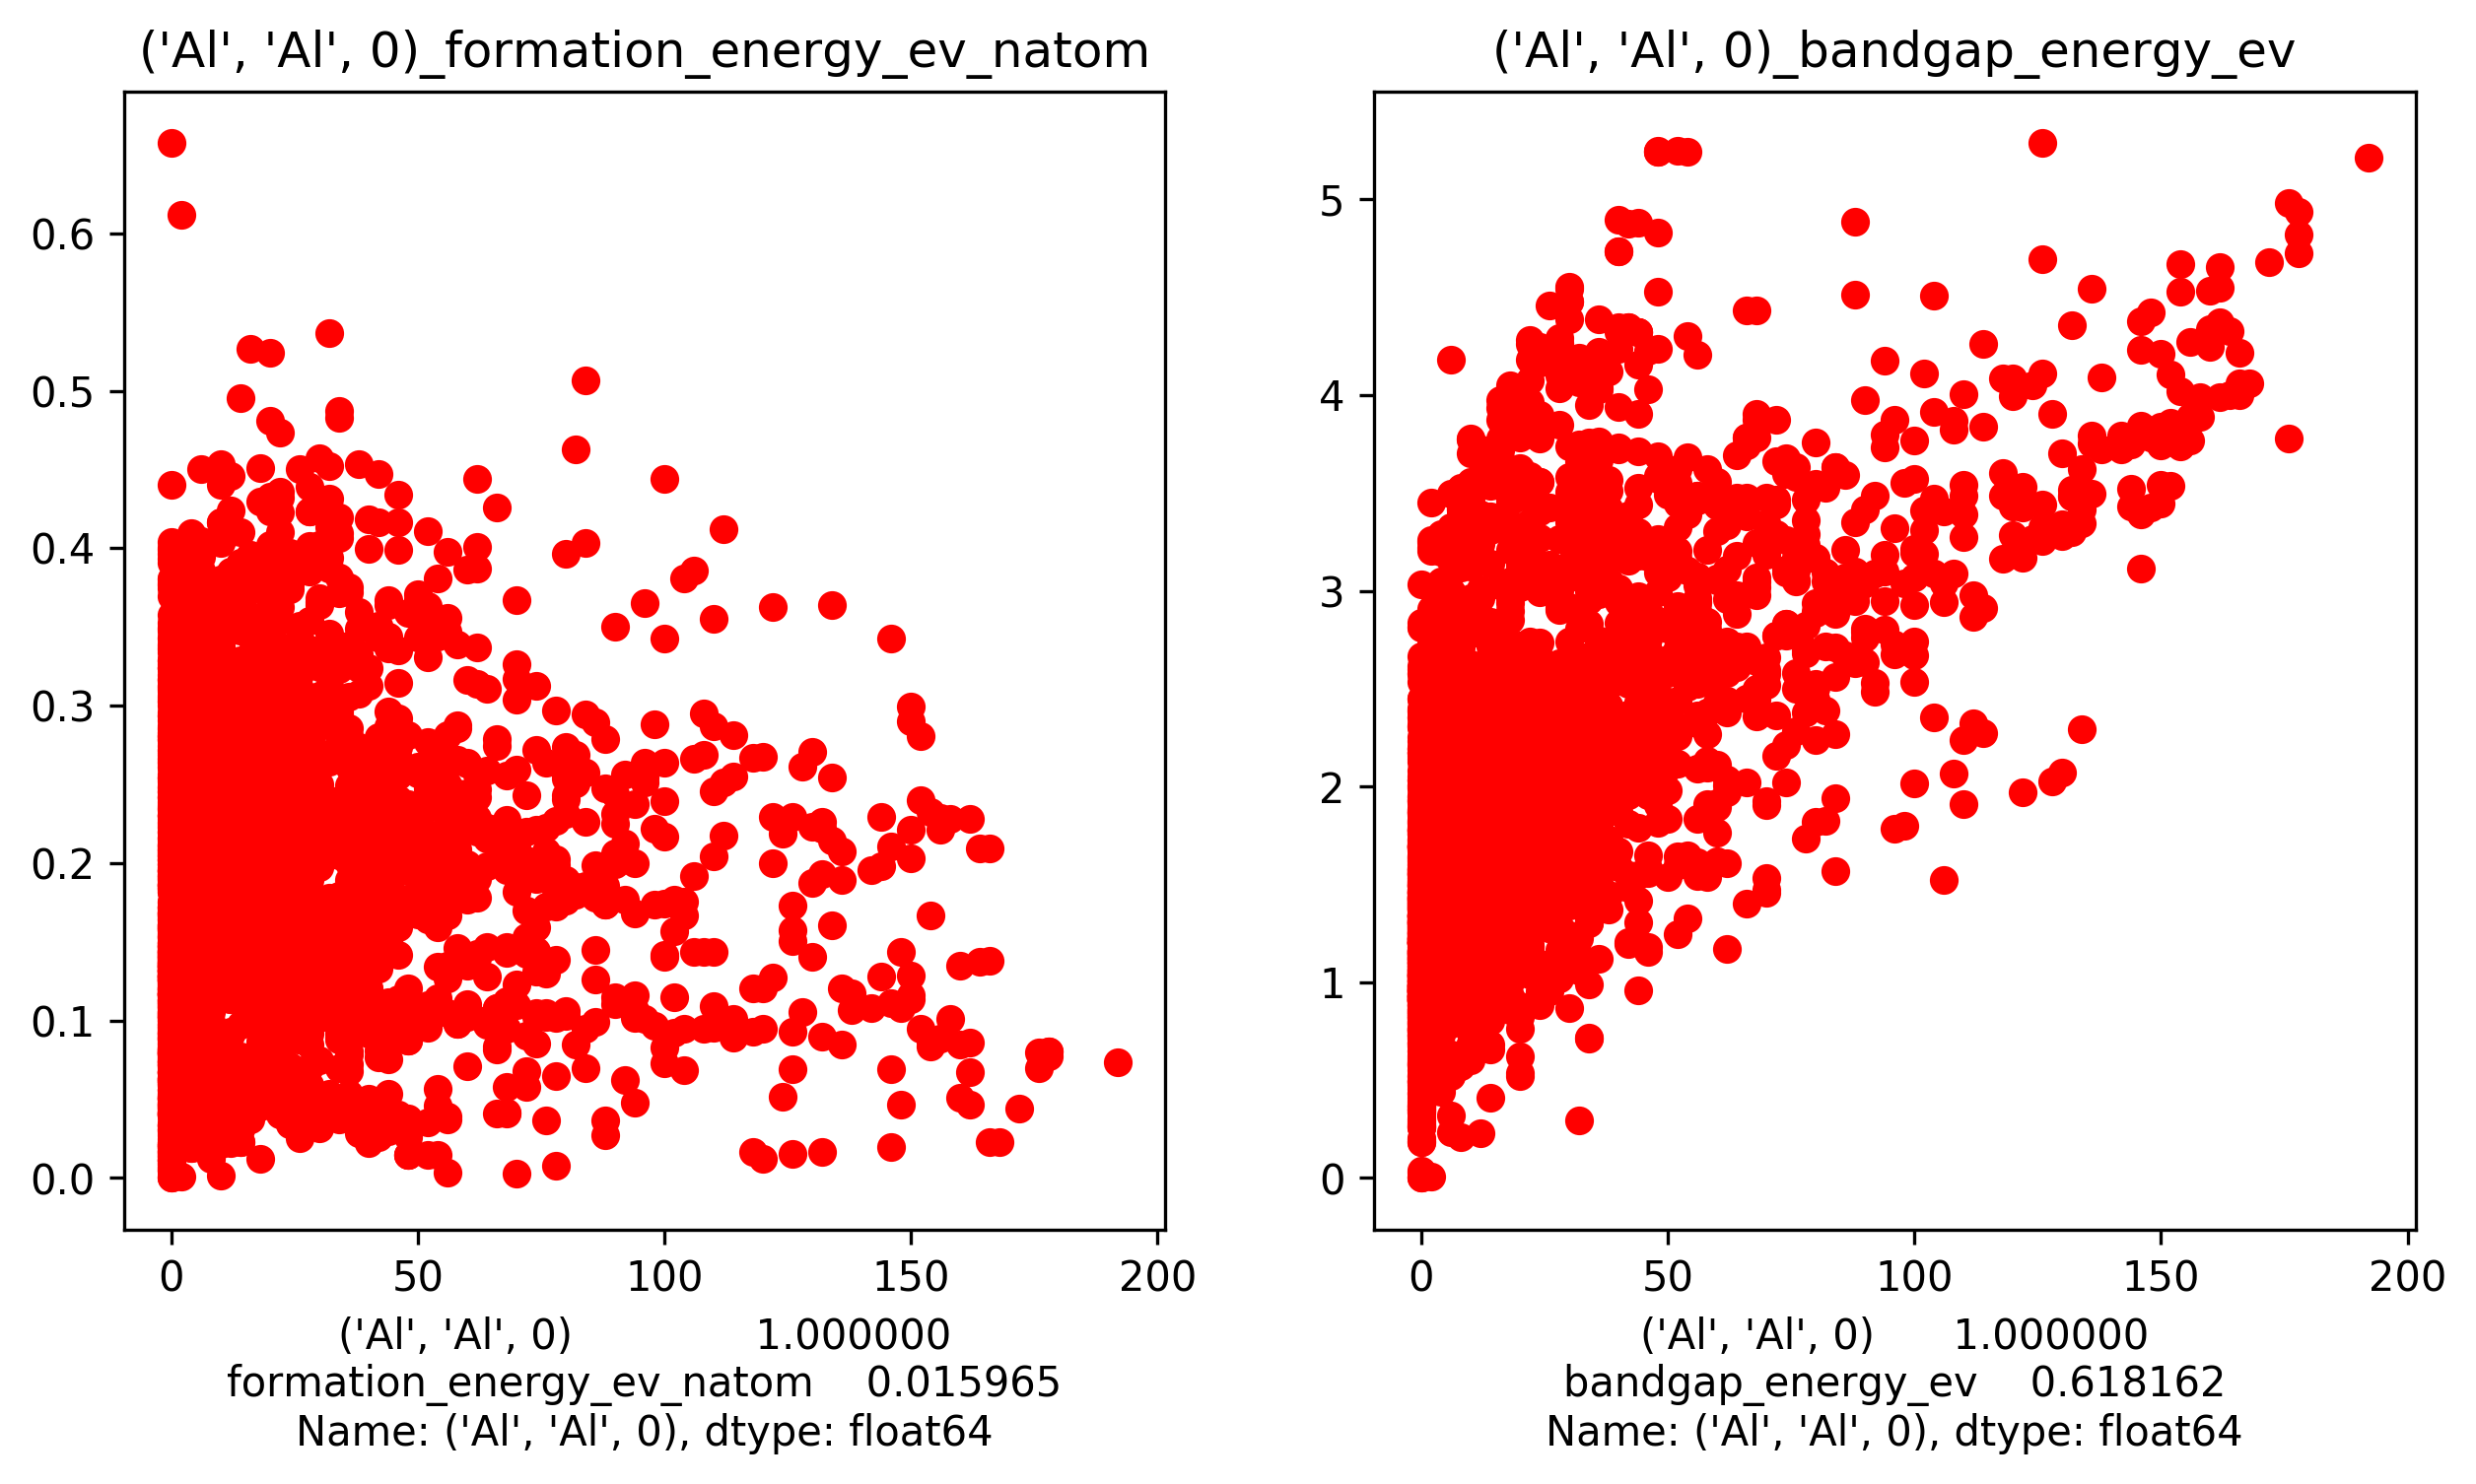 ('Al', 'Al', 0)_formation_energy_ev_natom
0.6
0.5
0.4
0.3
0.2
0.1
0.0
0 50 100 150 200
('Al', 'Al', 0) 1.000000
formation_energy_ev_natom 0.015965
Name: ('Al', 'Al', 0), dtype: float64
('Al', 'Al', 0)_bandgap_energy_ev
5
4
3
2
1
0
0 50 100 150 200
('Al', 'Al', 0) 1.000000
bandgap_energy_ev 0.618162
Name: ('Al', 'Al', 0), dtype: float64